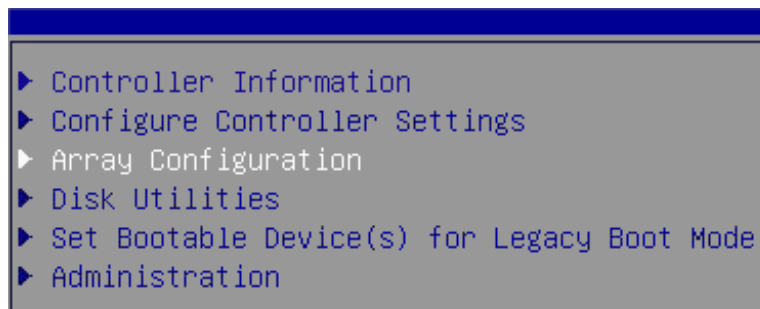 Controller Information
Configure Controller Settings
Array Configuration
Disk Utilities
Set Bootable Device(s) for Legacy Boot Mode
Administration